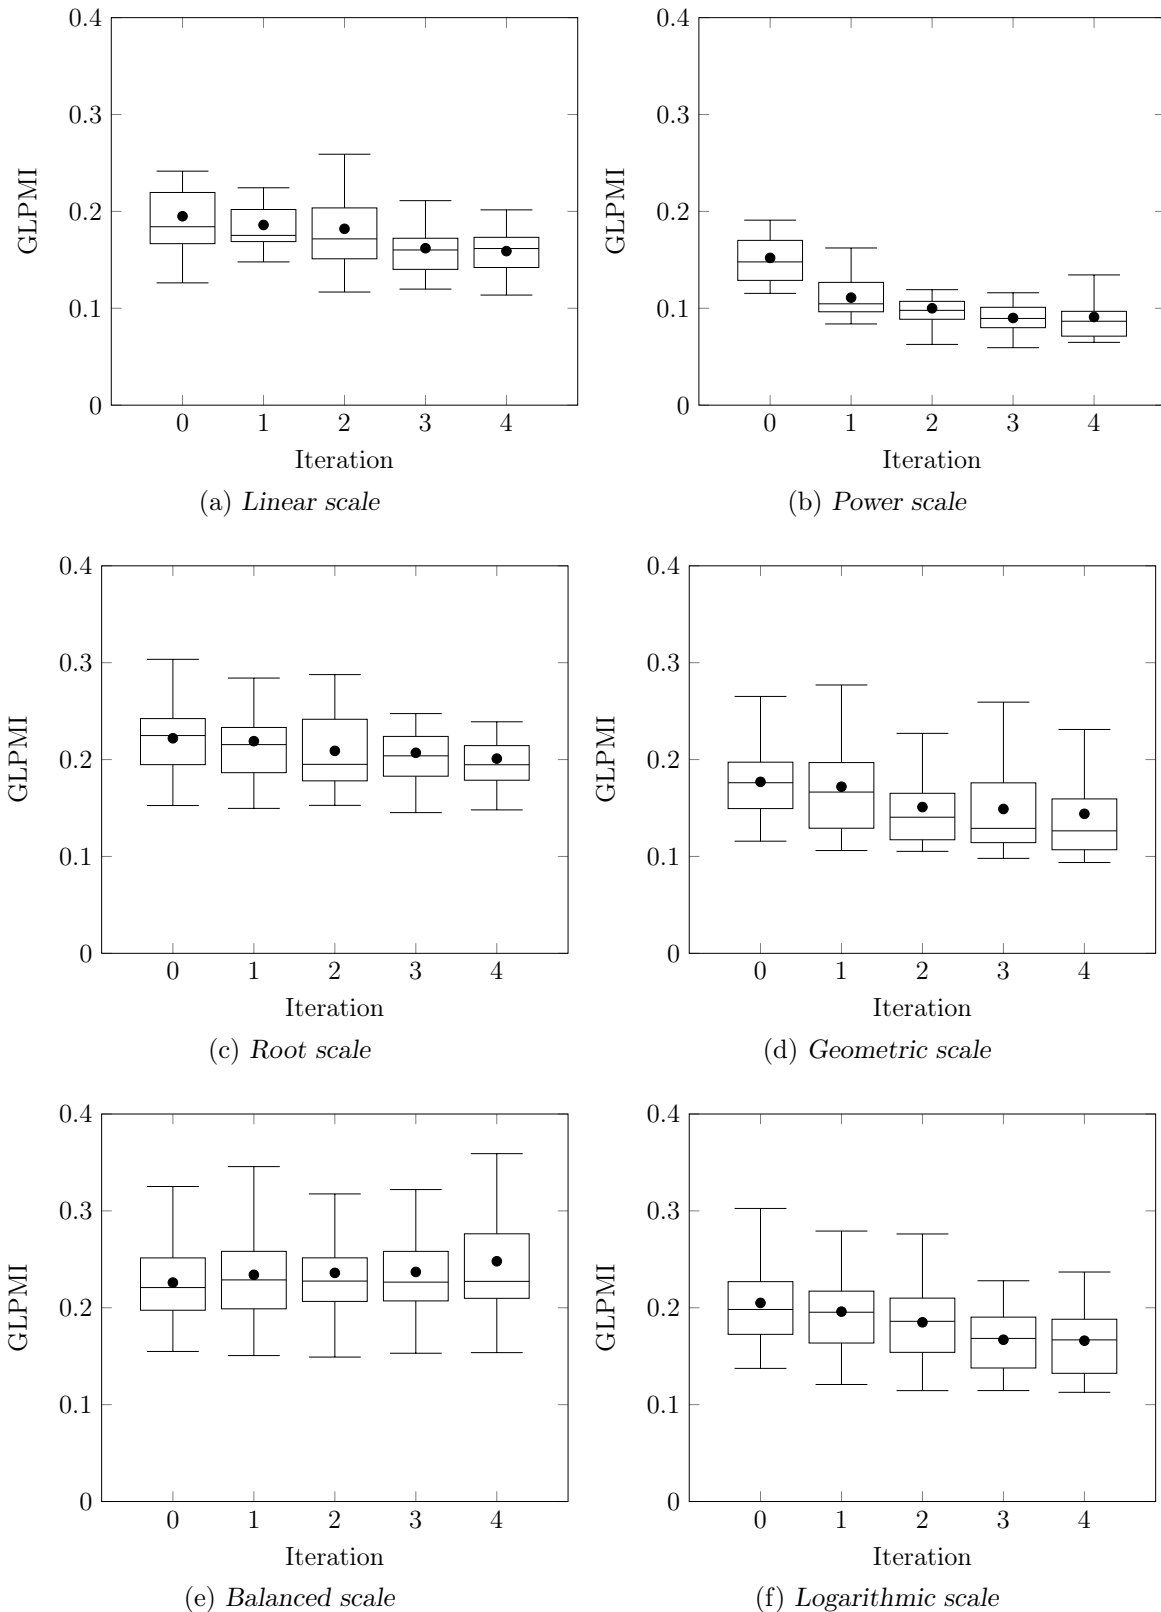 0.4
0.3
0.2
0.1
0
GLPMI
0 1 2 3 4
Iteration
(a) Linear scale
0.4
0.3
0.2
0.1
0
GLPMI
0 1 2 3 4
Iteration
(b) Power scale
0.4
0.3
0.2
0.1
0
GLPMI
0 1 2 3 4
Iteration
(c) Root scale
0.4
0.3
0.2
0.1
0
GLPMI
0 1 2 3 4
Iteration
(d) Geometric scale
0.4
0.3
0.2
0.1
0
GLPMI
0 1 2 3 4
Iteration
(e) Balanced scale
0.4
0.3
0.2
0.1
0
GLPMI
0 1 2 3 4
Iteration
(f) Logarithmic scale